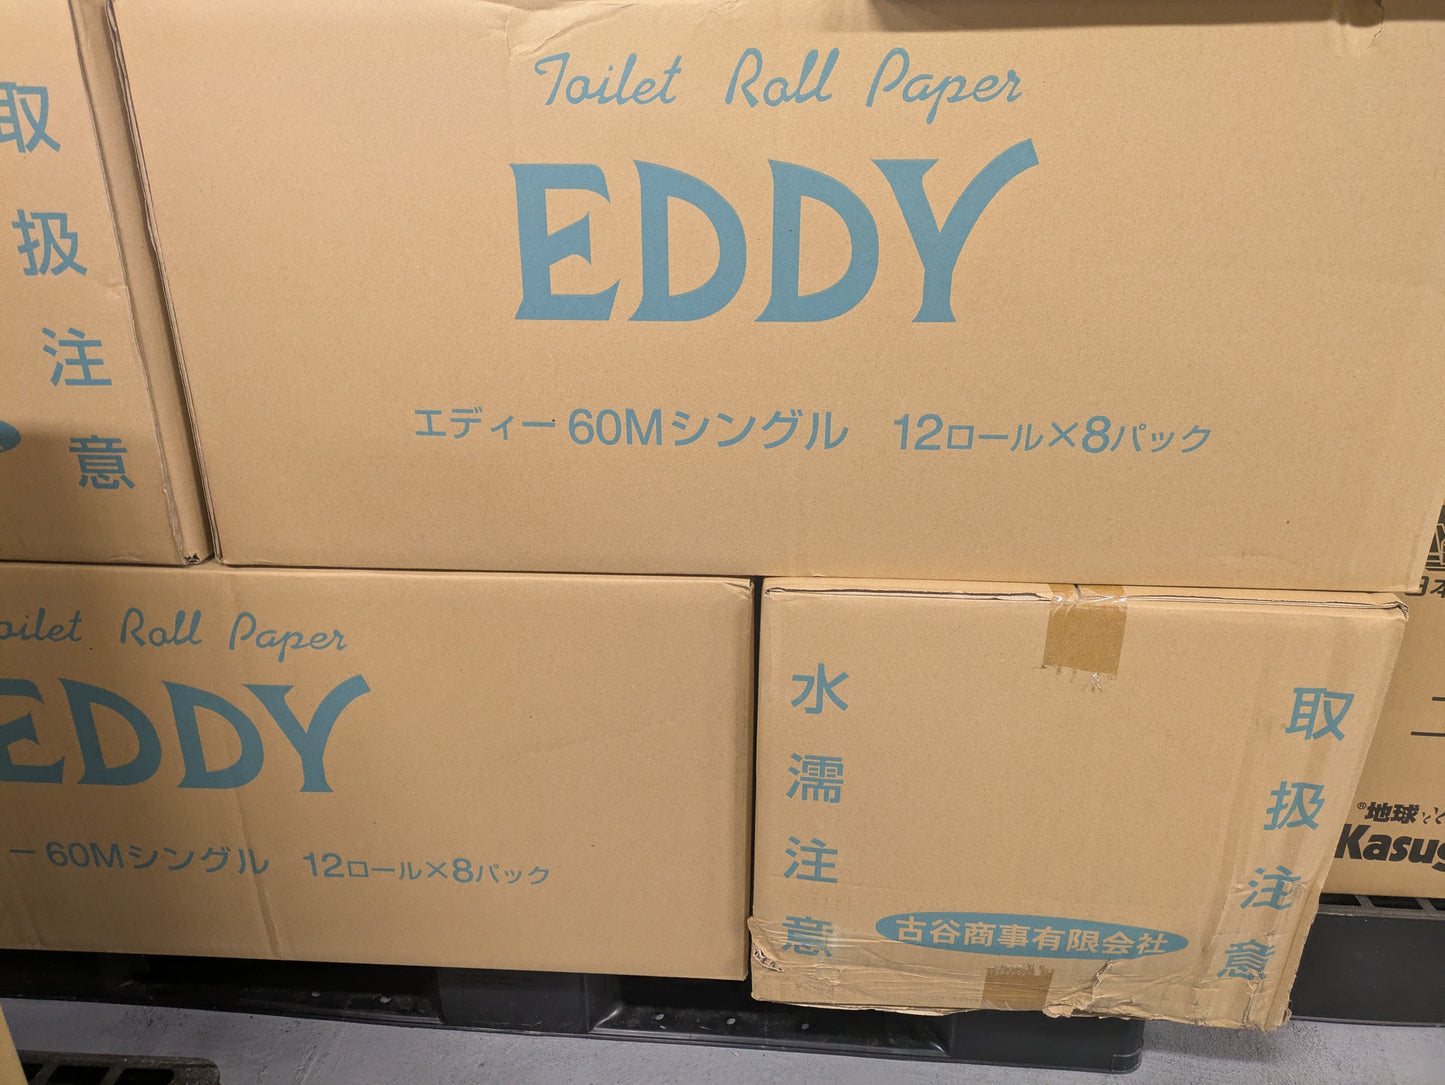 取扱注意
Toilet Roll Paper
EDDY
エディー 60Mシングル 12ロール×8パック
Roll Paper
EDDY
ー 60Mシングル 12ロール×8パック
水濡注意
取扱注意
古谷商事有限会社
日本
®地球と